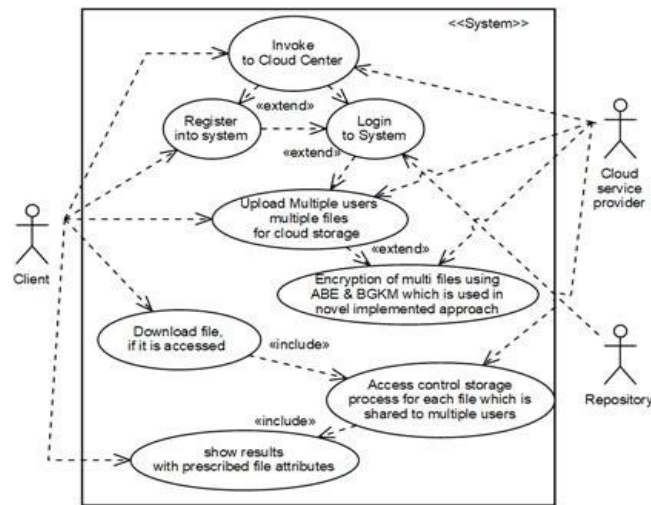 <<System>>
Invoke
to Cloud Center
«extend»
Register
into system
Login
to System
«extend»
Cloud
service
provider
Upload Multiple users
multiple files
for cloud storage
«extend»
Client
Encryption of multi files using
ABE & BGKM which is used in
novel implemented approach
Download file,
if it is accessed
«include»
Access control storage
process for each file which is
shared to multiple users
Repository
«include»
show results
with prescribed file attributes